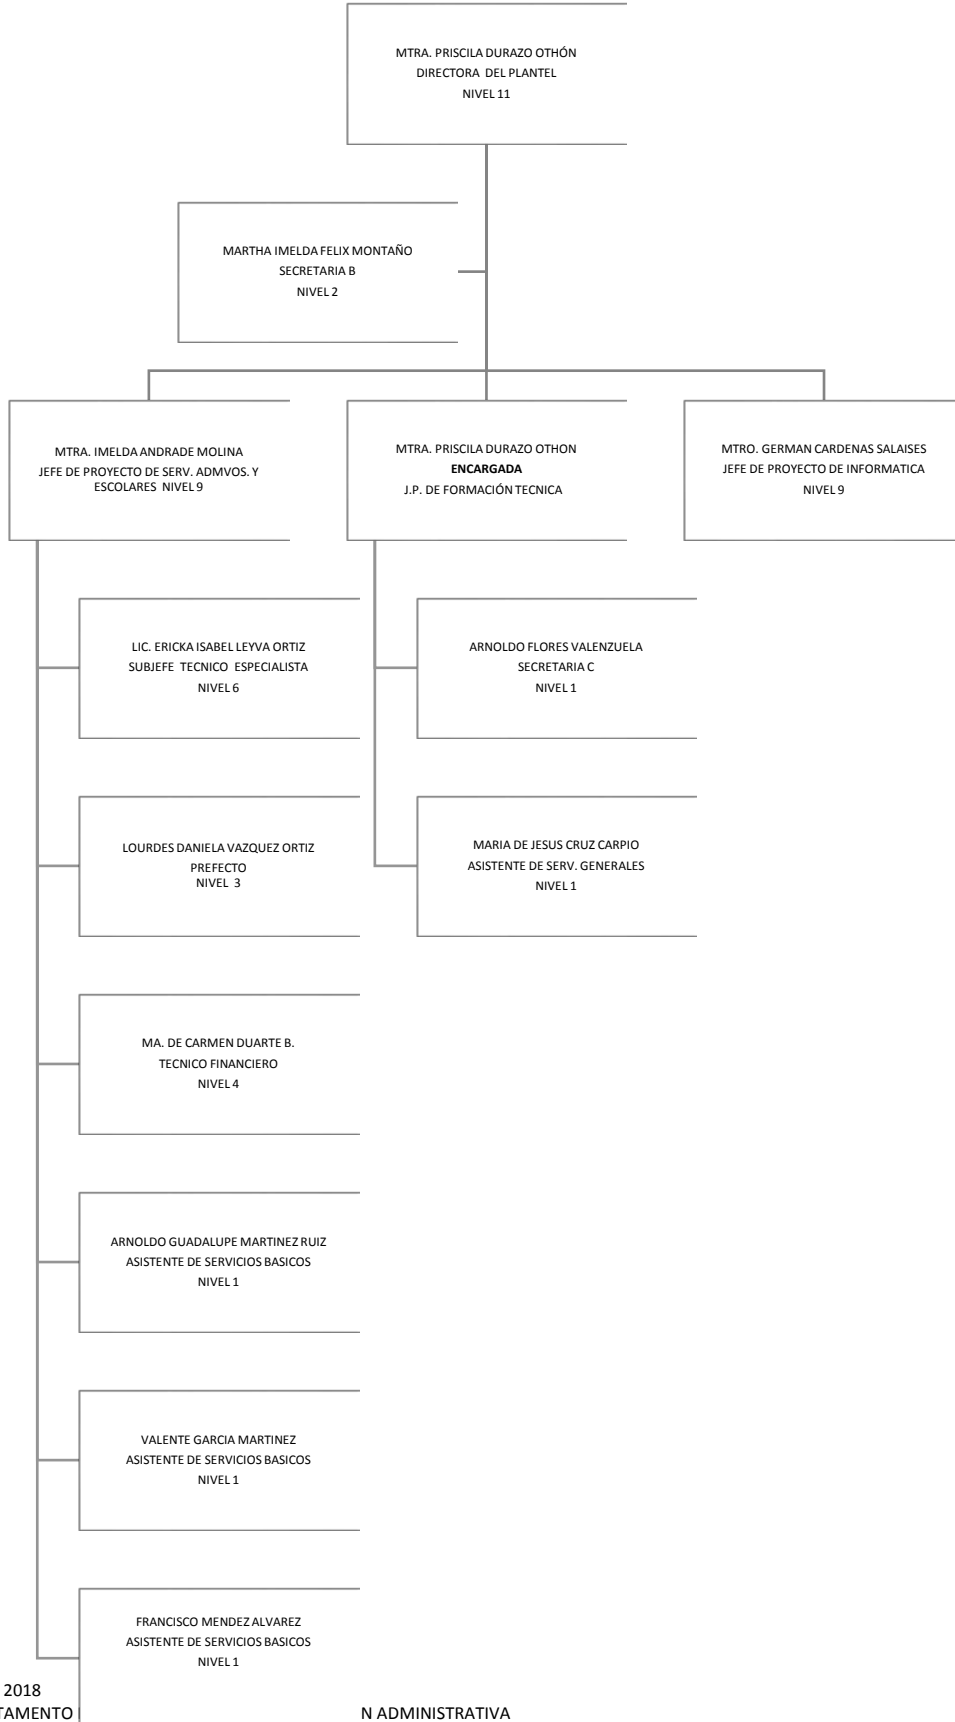 MTRA. PRISCILA DURAZO OTHÓN
DIRECTORA DEL PLANTEL
NIVEL 11
MARTHA IMELDA FELIX MONTAÑO
SECRETARIA B
NIVEL 2
MTRA. IMELDA ANDRADE MOLINA
JEFE DE PROYECTO DE SERV. ADMVOS. Y
ESCOLARES NIVEL 9
MTRA. PRISCILA DURAZO OTHON
ENCARGADA
J.P. DE FORMACIÓN TECNICA
MTRO. GERMAN CARDENAS SALAISES
JEFE DE PROYECTO DE INFORMATICA
NIVEL 9
LIC. ERICKA ISABEL LEYVA ORTIZ
SUBJEFE TECNICO ESPECIALISTA
NIVEL 6
ARNOLDO FLORES VALENZUELA
SECRETARIA C
NIVEL 1
LOURDES DANIELA VAZQUEZ ORTIZ
PREFECTO
NIVEL 3
MARIA DE JESUS CRUZ CARPIO
ASISTENTE DE SERV. GENERALES
NIVEL 1
MA. DE CARMEN DUARTE B.
TECNICO FINANCIERO
NIVEL 4
ARNOLDO GUADALUPE MARTINEZ RUIZ
ASISTENTE DE SERVICIOS BASICOS
NIVEL 1
VALENTE GARCIA MARTINEZ
ASISTENTE DE SERVICIOS BASICOS
NIVEL 1
FRANCISCO MENDEZ ALVAREZ
ASISTENTE DE SERVICIOS BASICOS
NIVEL 1
2018
TAMENTO N ADMINISTRATIVA